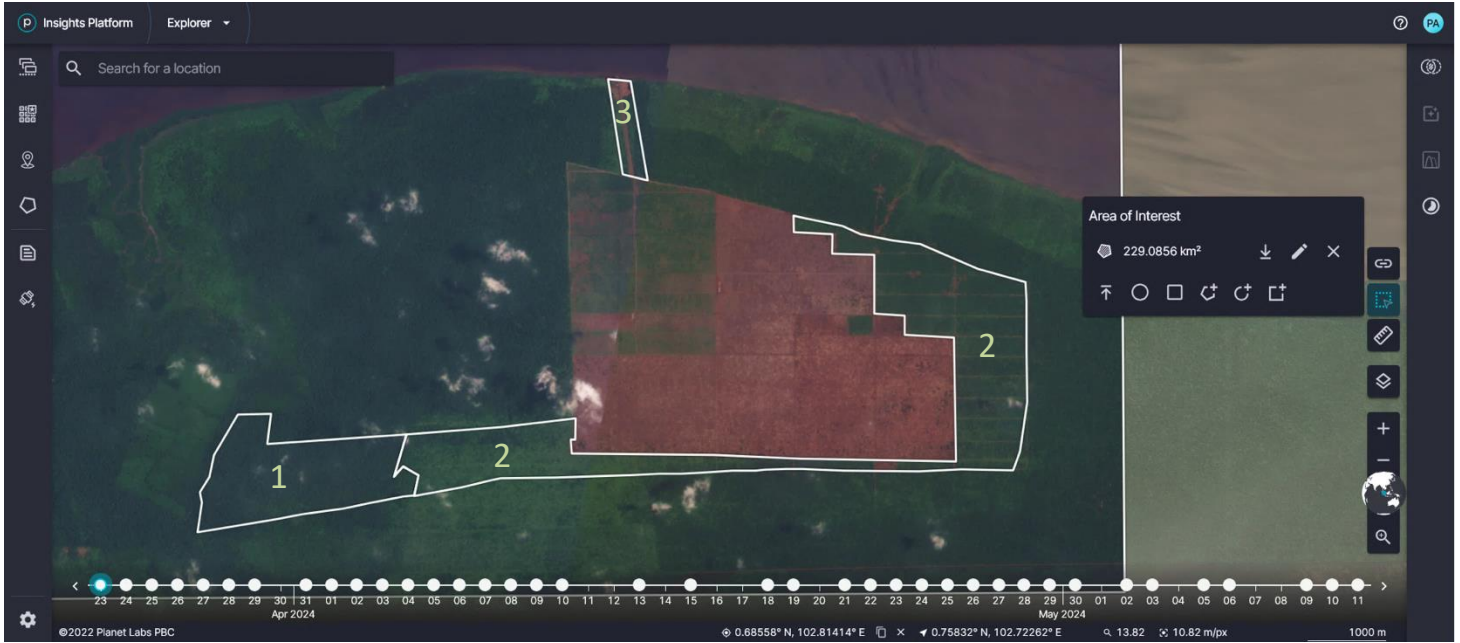 Insights Platform
Explorer
PA
Search for a location
3
Area of Interest
229.0856 km²
2
2
1
23 24 25 26 27 28 29 30 31 01 02 03 04 05 06 07 08 09 10 11 12 13 14 15 16 17 18 19 20 21 22 23 24 25 26 27 28 29 30 01 02 03 04 05 06 07 08 09 10 11
Apr 2024 May 2024
©2022 Planet Labs PBC
0.68558° N, 102.81414° E 0.75832° N, 102.72262° E 13.82 10.82 m/px 1000 m